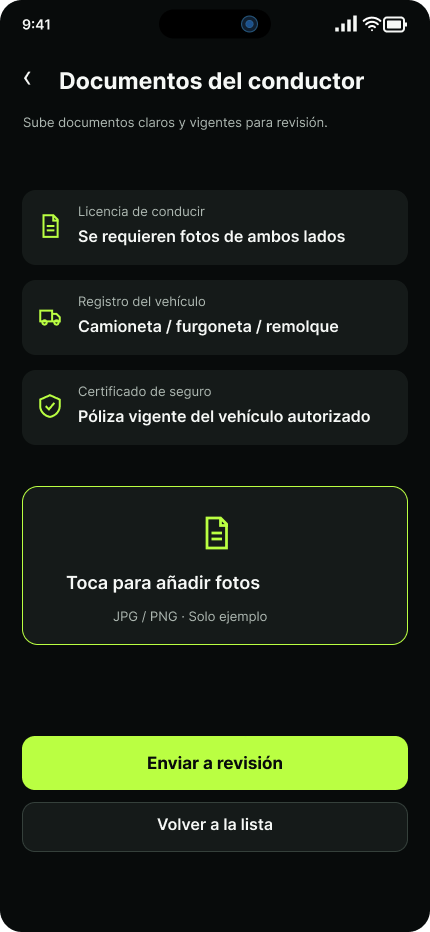 9:41
Documentos del conductor
Sube documentos claros y vigentes para revisión.
Licencia de conducir
Se requieren fotos de ambos lados
Registro del vehículo
Camioneta / furgoneta / remolque
Certificado de seguro
Póliza vigente del vehículo autorizado
Toca para añadir fotos
JPG / PNG · Solo ejemplo
Enviar a revisión
Volver a la lista